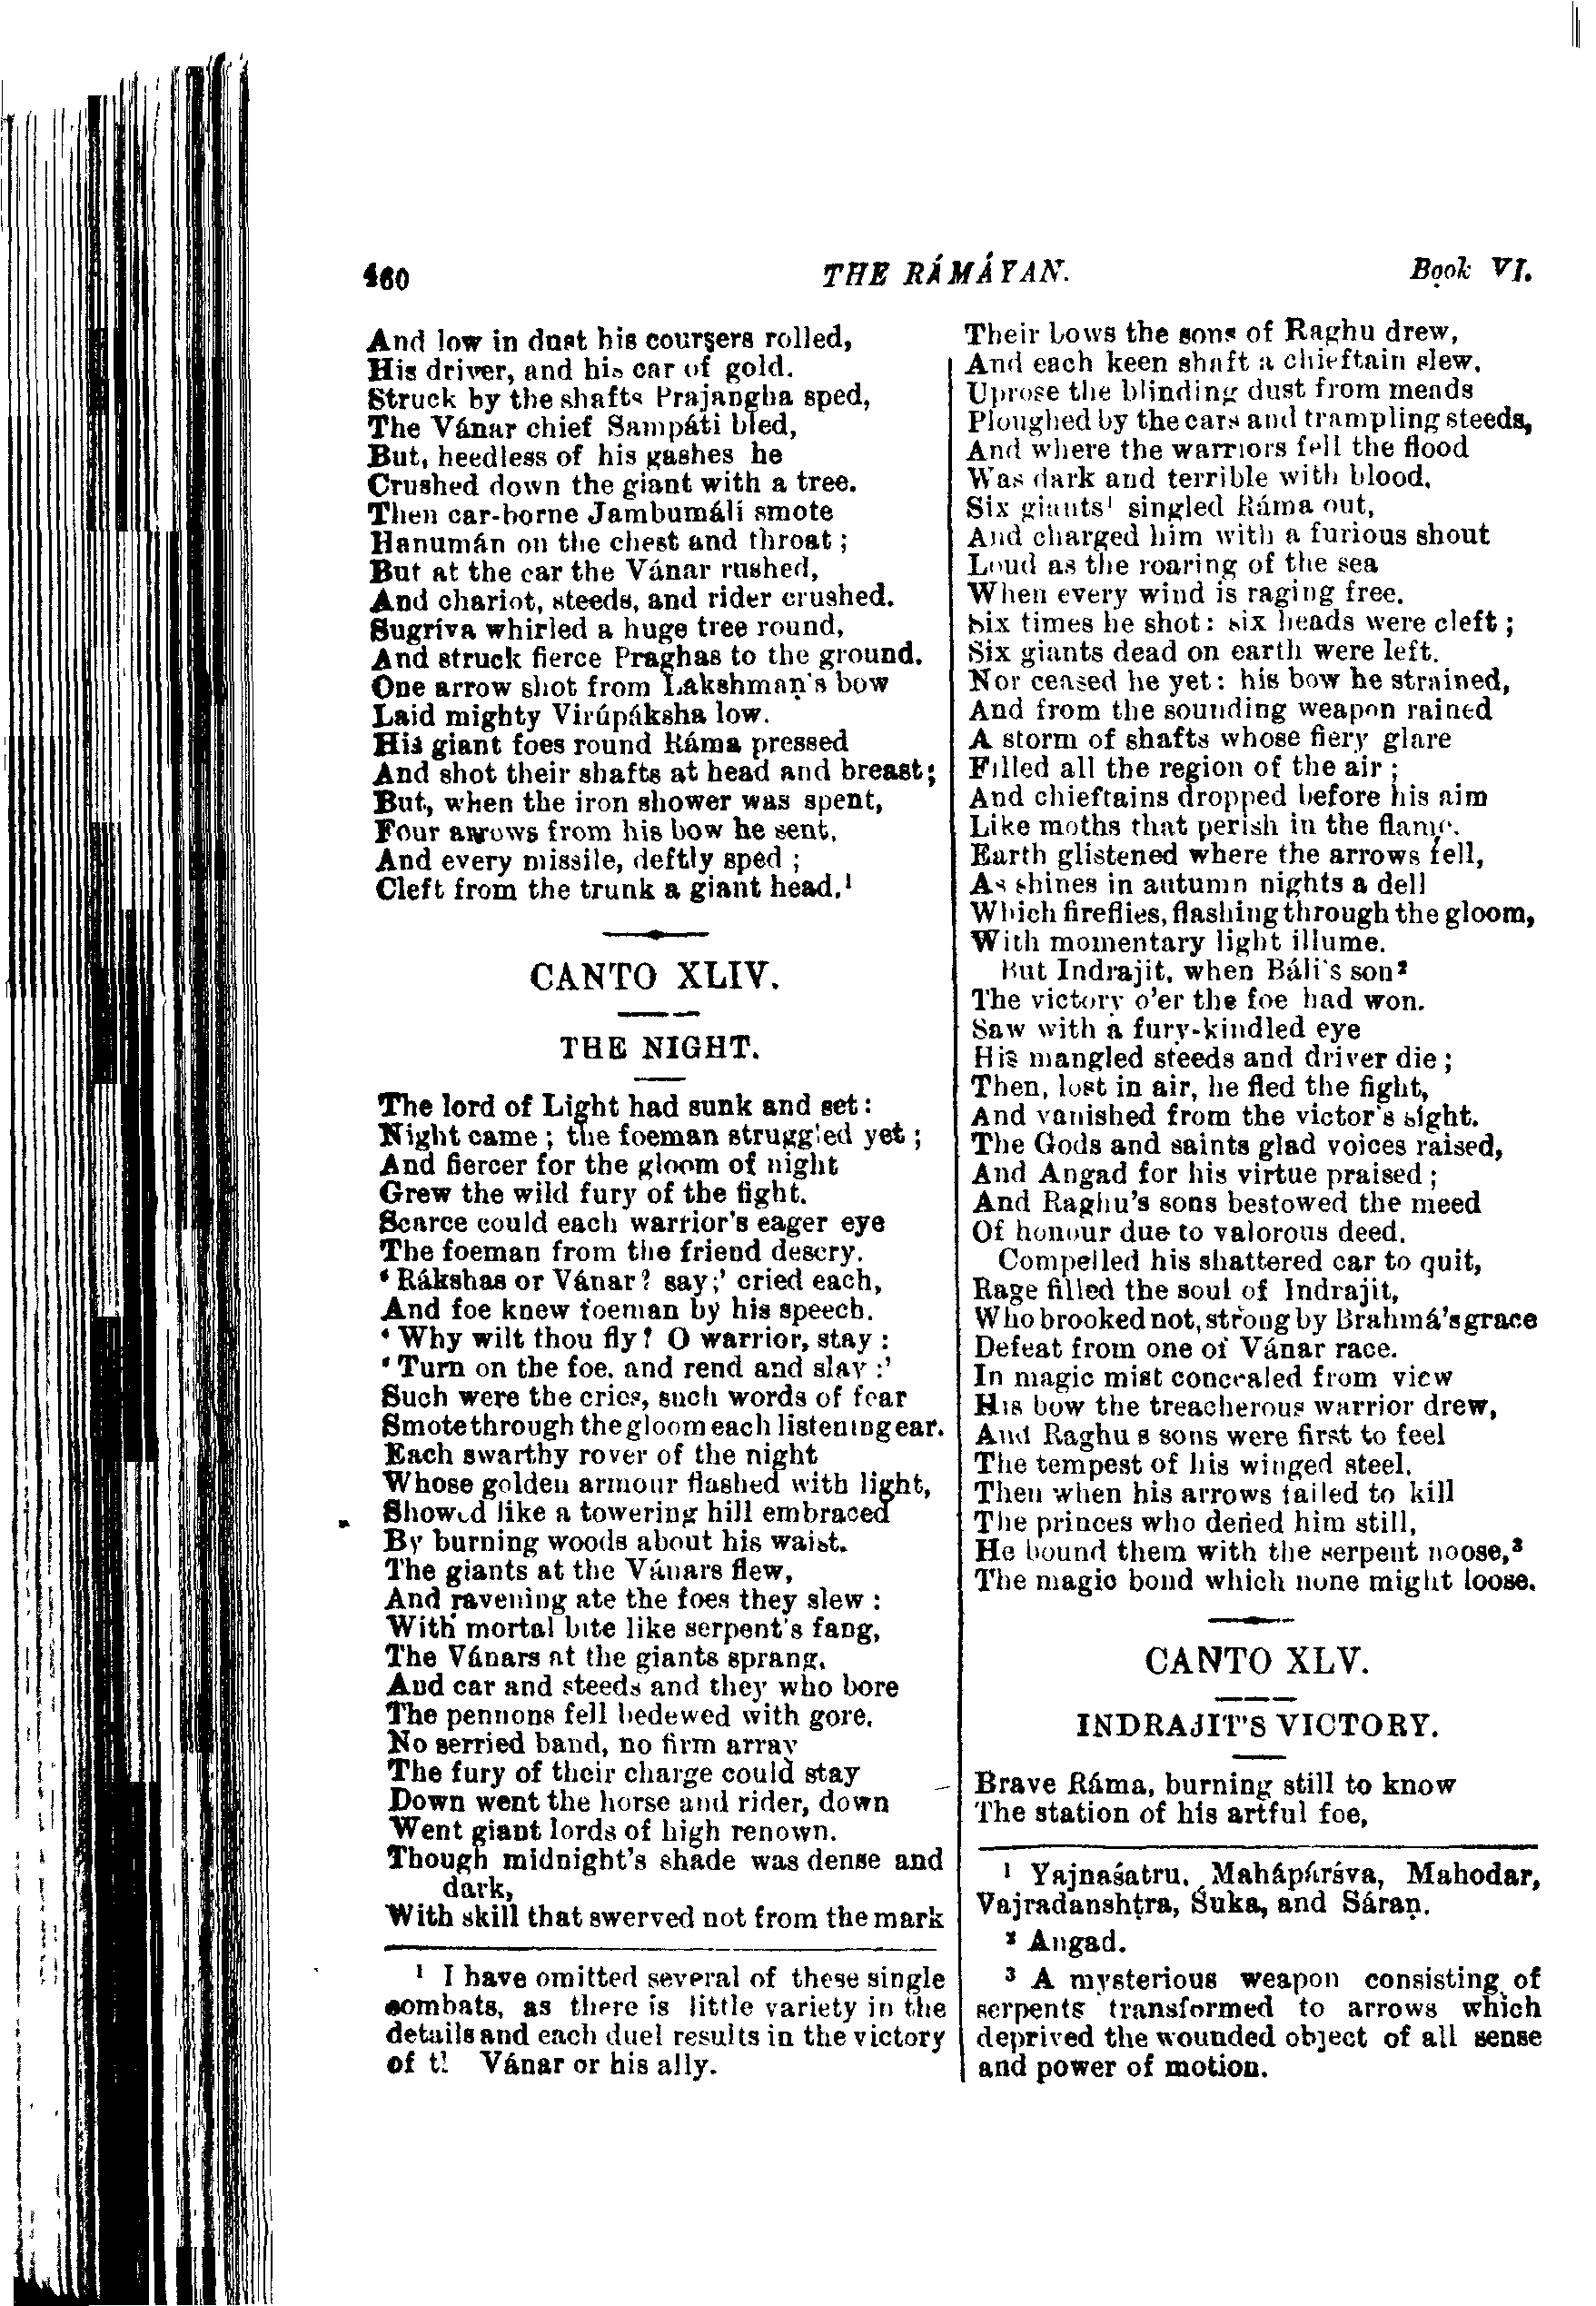 460
THE RÁMÁYAN.
Book VI.
And low in dust his coursers rolled,
His driver, and his car of gold.
Struck by the shafts Prajangha sped,
The Vánar chief Sampáti bled,
But, heedless of his gashes he
Crushed down the giant with a tree.
Then car-borne Jambumáli smote
Hanumán on the chest and throat;
But at the car the Vánar rushed,
And chariot, steeds, and rider crushed.
Sugríva whirled a huge tree round,
And struck fierce Praghas to the ground.
One arrow shot from Lakshmaṇ's bow
Laid mighty Virúpáksha low.
His giant foes round Ráma pressed
And shot their shafts at head and breast;
But, when the iron shower was spent,
Four arrows from his bow he sent,
And every missile, deftly sped;
Cleft from the trunk a giant head.¹
CANTO XLIV.
THE NIGHT.
The lord of Light had sunk and set:
Night came; the foeman struggled yet;
And fiercer for the gloom of night
Grew the wild fury of the fight.
Scarce could each warrior's eager eye
The foeman from the friend descry.
'Rákshas or Vánar? say;' cried each,
And foe knew foeman by his speech.
'Why wilt thou fly? O warrior, stay:
'Turn on the foe, and rend and slay:'
Such were the cries, such words of fear
Smote through the gloom each listening ear.
Each swarthy rover of the night
Whose golden armour flashed with light,
Showed like a towering hill embraced
By burning woods about his waist.
The giants at the Vánars flew,
And ravening ate the foes they slew:
With mortal bite like serpent's fang,
The Vánars at the giants sprang,
And car and steeds and they who bore
The pennons fell bedewed with gore.
No serried band, no firm array
The fury of their charge could stay
Down went the horse and rider, down
Went giant lords of high renown.
Though midnight's shade was dense and
dark,
With skill that swerved not from the mark
¹ I have omitted several of these single
combats, as there is little variety in the
details and each duel results in the victory
of Vánar or his ally.
Their bows the sons of Raghu drew,
And each keen shaft a chieftain slew.
Uprose the blinding dust from meads
Ploughed by the cars and trampling steeds,
And where the warriors fell the flood
Was dark and terrible with blood.
Six giants¹ singled Ráma out,
And charged him with a furious shout
Loud as the roaring of the sea
When every wind is raging free.
Six times he shot: six heads were cleft;
Six giants dead on earth were left.
Nor ceased he yet: his bow he strained,
And from the sounding weapon rained
A storm of shafts whose fiery glare
Filled all the region of the air;
And chieftains dropped before his aim
Like moths that perish in the flame.
Earth glistened where the arrows fell,
As shines in autumn nights a dell
Which fireflies, flashing through the gloom,
With momentary light illume.
But Indrajit, when Báli's son²
The victory o'er the foe had won.
Saw with a fury-kindled eye
His mangled steeds and driver die;
Then, lost in air, he fled the fight,
And vanished from the victor's sight.
The Gods and saints glad voices raised,
And Angad for his virtue praised;
And Raghu's sons bestowed the meed
Of honour due to valorous deed.
Compelled his shattered car to quit,
Rage filled the soul of Indrajit,
Who brooked not, strong by Brahmá's grace
Defeat from one of Vánar race.
In magic mist concealed from view
His bow the treacherous warrior drew,
And Raghu's sons were first to feel
The tempest of his winged steel.
Then when his arrows failed to kill
The princes who defied him still,
He bound them with the serpent noose,³
The magic bond which none might loose.
CANTO XLV.
INDRAJIT'S VICTORY.
Brave Ráma, burning still to know
The station of his artful foe,
¹ Yajnaśatru, Mahápárśva, Mahodar,
Vajradanshṭra, Śuka, and Sáraṇ.
² Angad.
³ A mysterious weapon consisting of
serpents transformed to arrows which
deprived the wounded object of all sense
and power of motion.